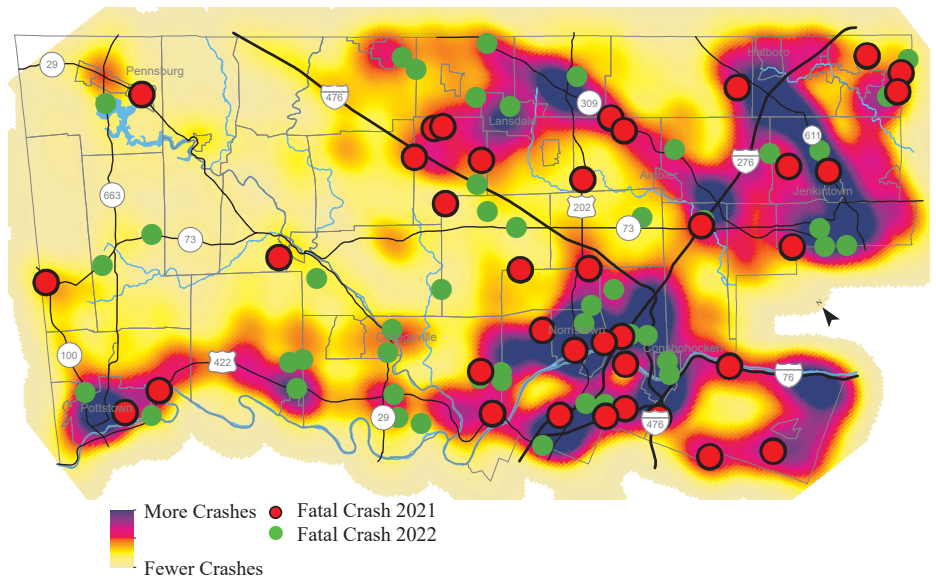 29
Pennsburg
Hatboro
476
309
Lansdale
611
276
Ambler
Jenkintown
663
202
73
73
Norristown
Conshohocken
Collegeville
100
422
76
Pottstown
29
476
N
More Crashes
Fatal Crash 2021
Fatal Crash 2022
Fewer Crashes